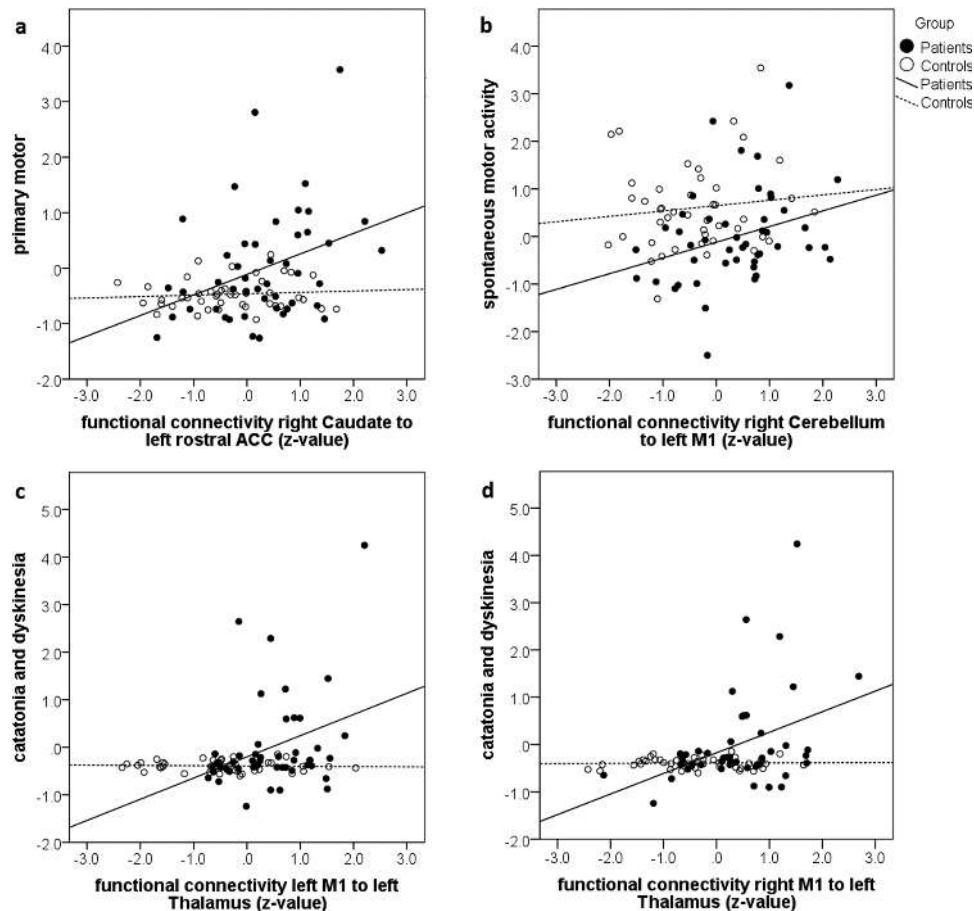 a
4.0
3.0
2.0
1.0
.0
-1.0
-2.0
primary motor
-3.0 -2.0 -1.0 .0 1.0 2.0 3.0
functional connectivity right Caudate to
left rostral ACC (z-value)
b
4.0
3.0
2.0
1.0
.0
-1.0
-2.0
-3.0
spontaneous motor activity
-3.0 -2.0 -1.0 .0 1.0 2.0 3.0
functional connectivity right Cerebellum
to left M1 (z-value)
Group
Patients
Controls
Patients
Controls
c
5.0
4.0
3.0
2.0
1.0
.0
-1.0
-2.0
catatonia and dyskinesia
-3.0 -2.0 -1.0 .0 1.0 2.0 3.0
functional connectivity left M1 to left
Thalamus (z-value)
d
5.0
4.0
3.0
2.0
1.0
.0
-1.0
-2.0
catatonia and dyskinesia
-3.0 -2.0 -1.0 .0 1.0 2.0 3.0
functional connectivity right M1 to left
Thalamus (z-value)